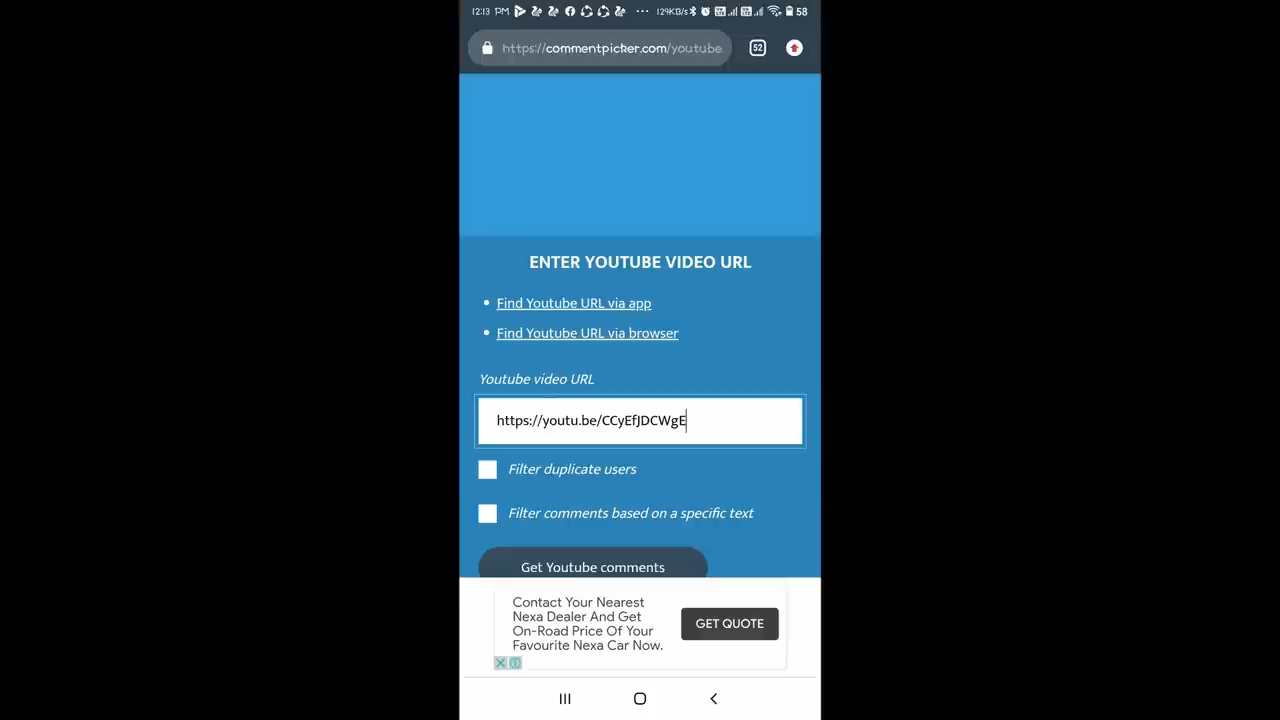 12:13 PM ... 129KB/s 58
https://commentpicker.com/youtube.
52
ENTER YOUTUBE VIDEO URL
• Find Youtube URL via app
• Find Youtube URL via browser
Youtube video URL
https://youtu.be/CCyEfJDCWgE
Filter duplicate users
Filter comments based on a specific text
Get Youtube comments
Contact Your Nearest
Nexa Dealer And Get
On-Road Price Of Your
Favourite Nexa Car Now.
GET QUOTE